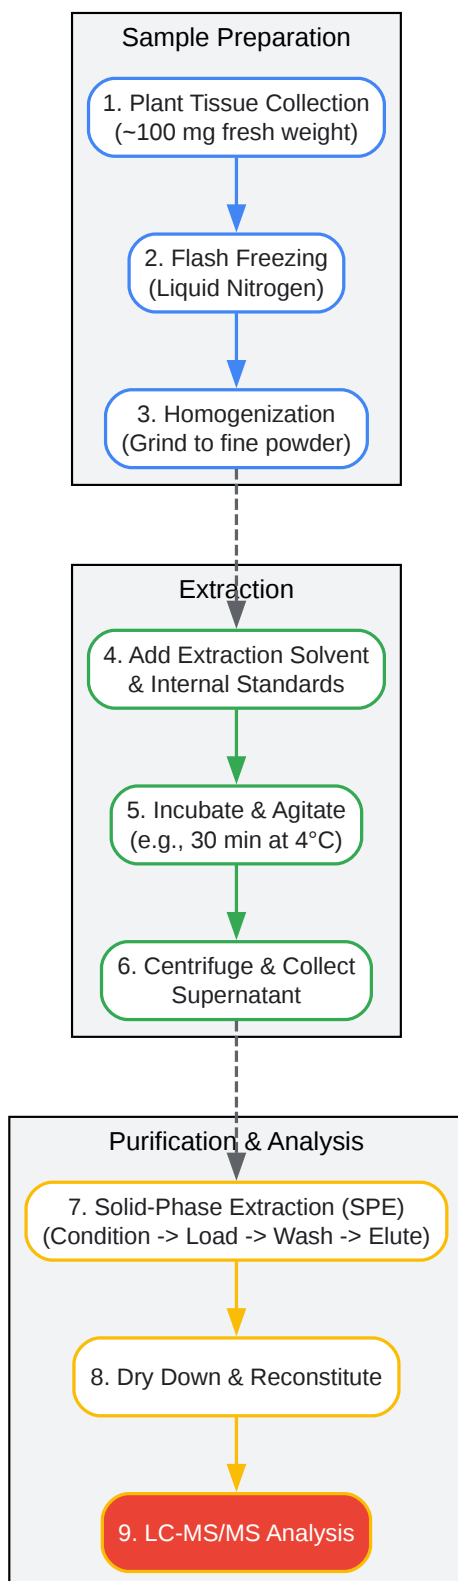 Sample Preparation
1. Plant Tissue Collection
(~100 mg fresh weight)
2. Flash Freezing
(Liquid Nitrogen)
3. Homogenization
(Grind to fine powder)
Extraction
4. Add Extraction Solvent
& Internal Standards
5. Incubate & Agitate
(e.g., 30 min at 4°C)
6. Centrifuge & Collect
Supernatant
Purification & Analysis
7. Solid-Phase Extraction (SPE)
(Condition -> Load -> Wash -> Elute)
8. Dry Down & Reconstitute
9. LC-MS/MS Analysis